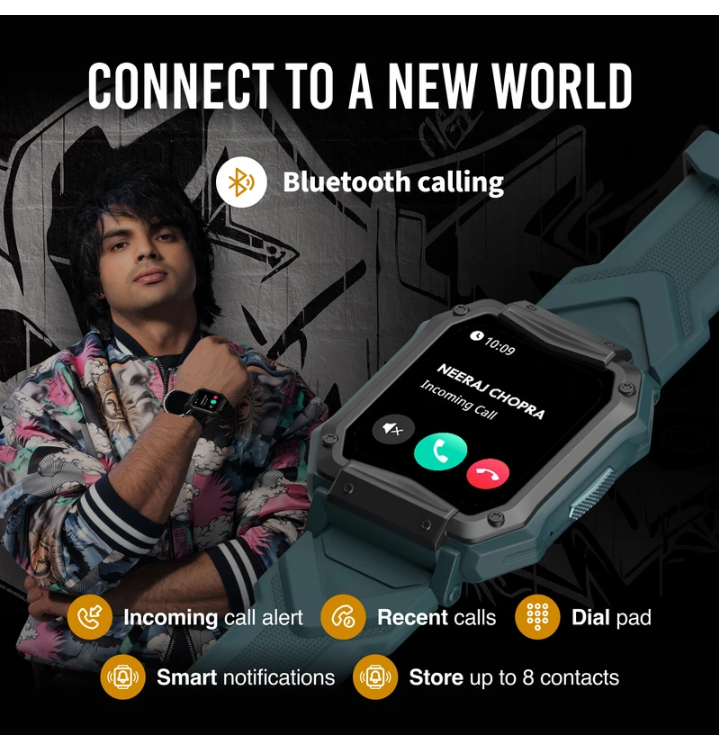 CONNECT TO A NEW WORLD
Bluetooth calling
10:09
NEERAJ CHOPRA
Incoming Call
Incoming call alert
Recent calls
Dial pad
Smart notifications
Store up to 8 contacts